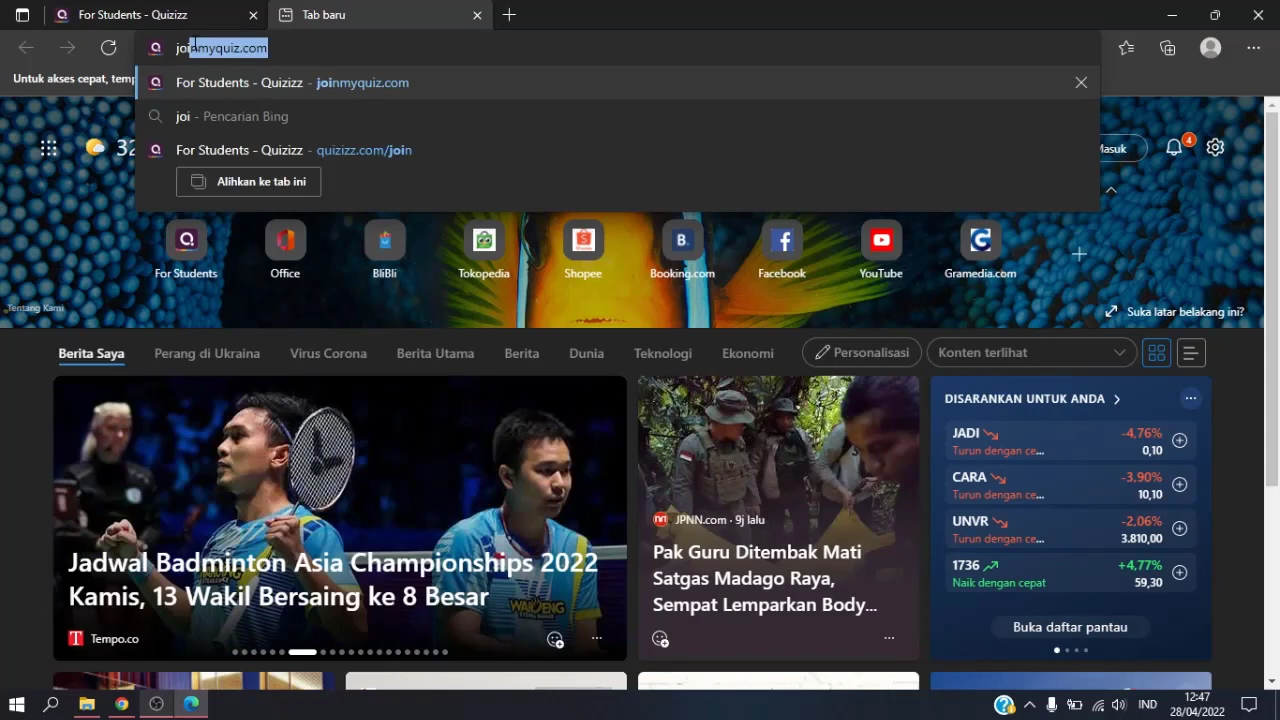 For Students - Quizizz
Tab baru
joinmyquiz.com
Untuk akses cepat, temp
For Students - Quizizz - joinmyquiz.com
joi - Pencarian Bing
For Students - Quizizz - quizizz.com/join
Alihkan ke tab ini
32
Masuk
4
For Students
Office
BliBli
Tokopedia
Shopee
Booking.com
Facebook
YouTube
Gramedia.com
Tentang Kami
Suka latar belakang ini?
Berita Saya
Perang di Ukraina
Virus Corona
Berita Utama
Berita
Dunia
Teknologi
Ekonomi
Personalisasi
Konten terlihat
Jadwal Badminton Asia Championships 2022
Kamis, 13 Wakil Bersaing ke 8 Besar
T Tempo.co
JPNN.com · 9j lalu
Pak Guru Ditembak Mati
Satgas Madago Raya,
Sempat Lemparkan Body...
DISARANKAN UNTUK ANDA
JADI -4,76%
Turun dengan ce... 0,10
CARA -3,90%
Turun dengan ce... 10,10
UNVR -2,06%
Turun dengan ce... 3.810,00
1736 +4,77%
Naik dengan cepat 59,30
Buka daftar pantau
IND
12:47
28/04/2022